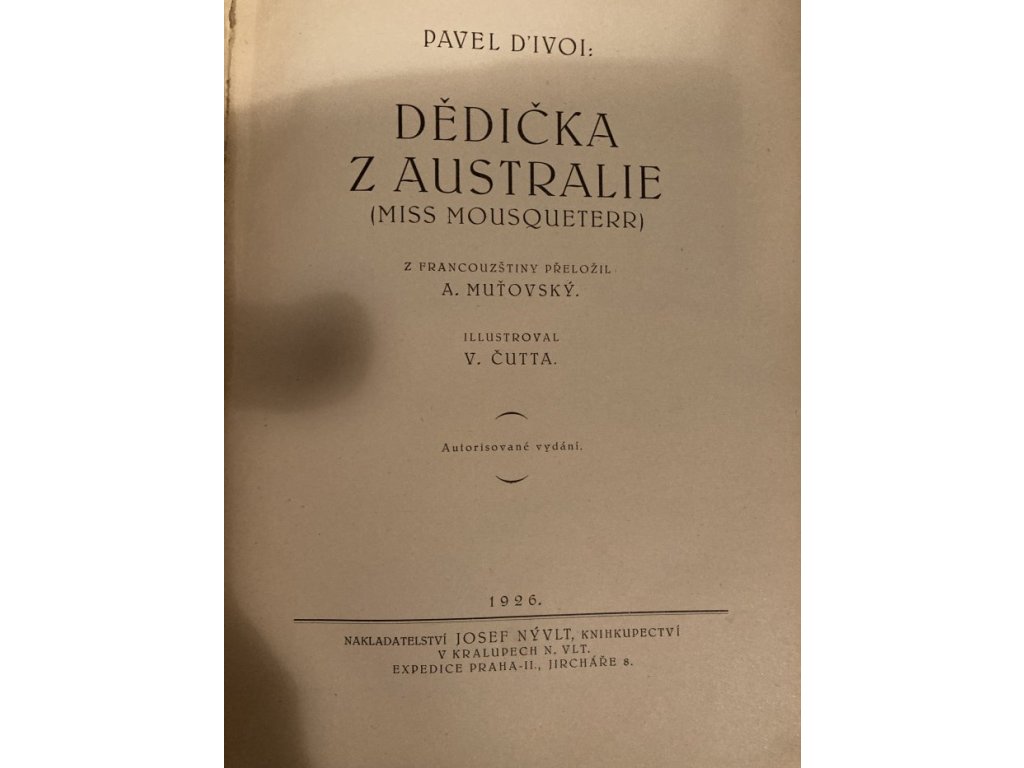 PAVEL D'IVOI:
DĚDIČKA
Z AUSTRALIE
(MISS MOUSQUETERR)
Z FRANCOUZŠTINY PŘELOŽIL
A. MUŤOVSKÝ.
ILLUSTROVAL
V. ČUTTA.
Autorisované vydání.
1926.
NAKLADATELSTVÍ JOSEF NÝVLT, KNIHKUPECTVÍ
V KRALUPECH N. VLT.
EXPEDICE PRAHA-II., JIRCHÁŘE 8.